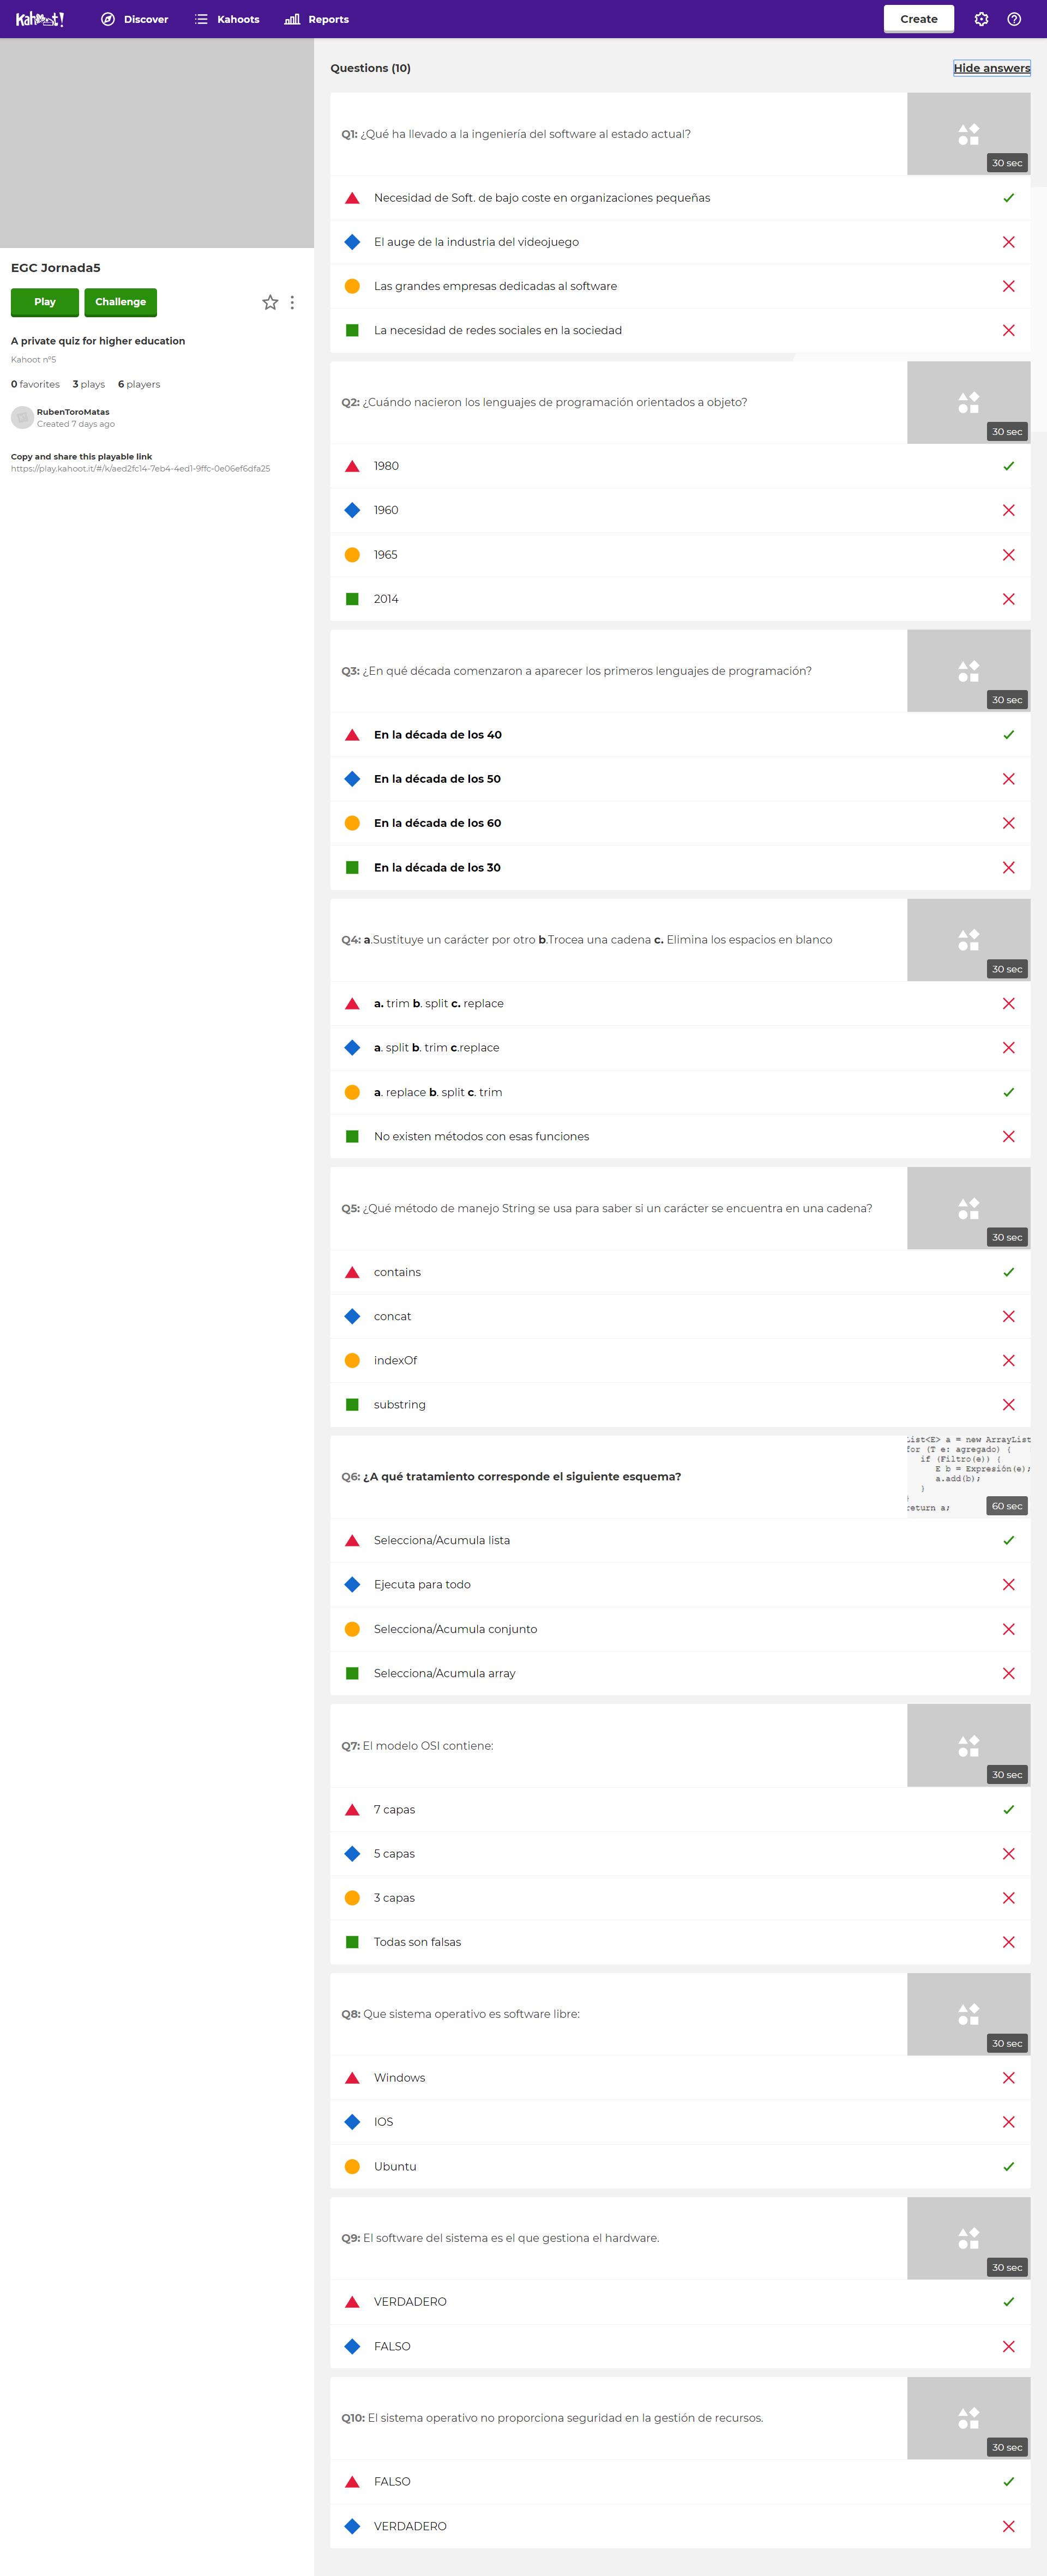 Kahoot!
Discover
Kahoots
Reports
Create
EGC Jornada5
Play
Challenge
A private quiz for higher education
Kahoot nº5
0 favorites 3 plays 6 players
RubenToroMatas
Created 7 days ago
Copy and share this playable link
https://play.kahoot.it/#/k/aed2fc14-7eb4-4ed1-9ffc-0e06ef6dfa25
Questions (10)
Hide answers
Q1: ¿Qué ha llevado a la ingeniería del software al estado actual?
30 sec
Necesidad de Soft. de bajo coste en organizaciones pequeñas
El auge de la industria del videojuego
Las grandes empresas dedicadas al software
La necesidad de redes sociales en la sociedad
Q2: ¿Cuándo nacieron los lenguajes de programación orientados a objeto?
30 sec
1980
1960
1965
2014
Q3: ¿En qué década comenzaron a aparecer los primeros lenguajes de programación?
30 sec
En la década de los 40
En la década de los 50
En la década de los 60
En la década de los 30
Q4: a.Sustituye un carácter por otro b.Trocea una cadena c. Elimina los espacios en blanco
30 sec
a. trim b. split c. replace
a. split b. trim c.replace
a. replace b. split c. trim
No existen métodos con esas funciones
Q5: ¿Qué método de manejo String se usa para saber si un carácter se encuentra en una cadena?
30 sec
contains
concat
indexOf
substring
Q6: ¿A qué tratamiento corresponde el siguiente esquema?
List<E> a = new ArrayList
for (T e: agregado) {
if (Filtro(e)) {
E b = Expresión(e);
a.add(b);
}
}
return a;
60 sec
Selecciona/Acumula lista
Ejecuta para todo
Selecciona/Acumula conjunto
Selecciona/Acumula array
Q7: El modelo OSI contiene:
30 sec
7 capas
5 capas
3 capas
Todas son falsas
Q8: Que sistema operativo es software libre:
30 sec
Windows
IOS
Ubuntu
Q9: El software del sistema es el que gestiona el hardware.
30 sec
VERDADERO
FALSO
Q10: El sistema operativo no proporciona seguridad en la gestión de recursos.
30 sec
FALSO
VERDADERO